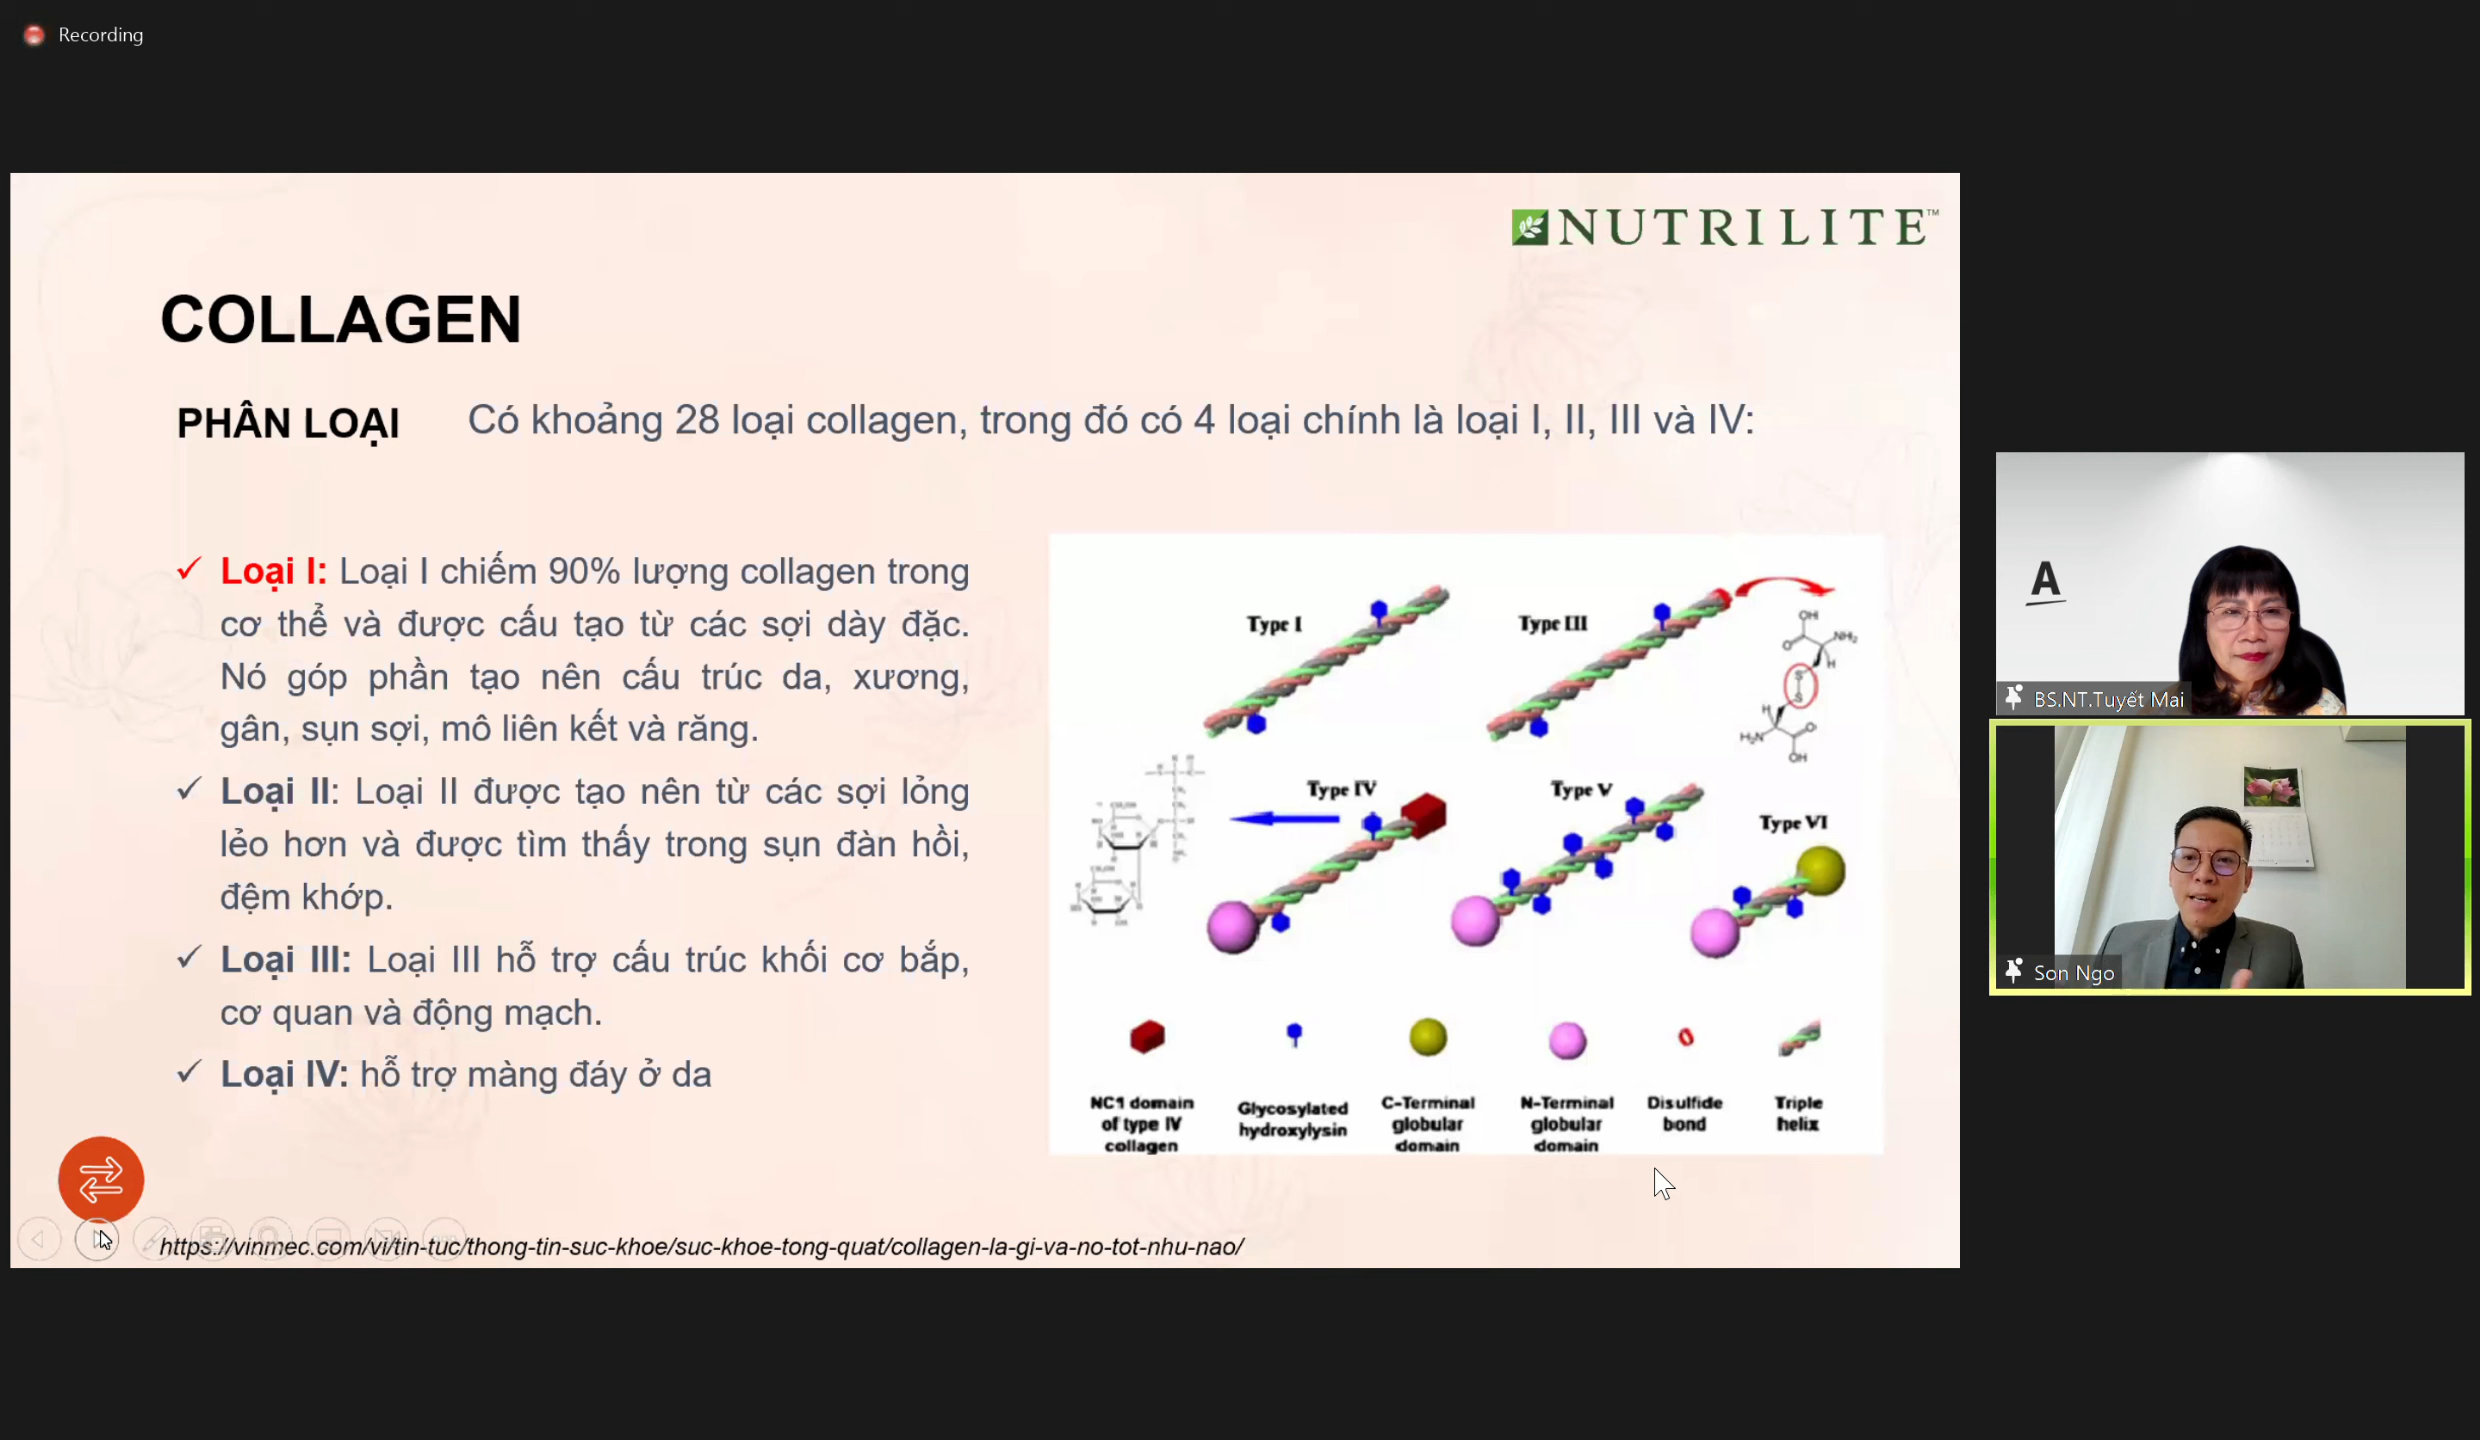 Recording
NUTRILITE™
COLLAGEN
PHÂN LOẠI
Có khoảng 28 loại collagen, trong đó có 4 loại chính là loại I, II, III và IV:
✓ Loại I: Loại I chiếm 90% lượng collagen trong
cơ thể và được cấu tạo từ các sợi dày đặc.
Nó góp phần tạo nên cấu trúc da, xương,
gân, sụn sợi, mô liên kết và răng.
✓ Loại II: Loại II được tạo nên từ các sợi lỏng
lẻo hơn và được tìm thấy trong sụn đàn hồi,
đệm khớp.
✓ Loại III: Loại III hỗ trợ cấu trúc khối cơ bắp,
cơ quan và động mạch.
✓ Loại IV: hỗ trợ màng đáy ở da
Type I
Type III
OH
O
NH₂
H
S
S
H
H₂N
O
OH
Type IV
Type V
Type VI
NC1 domain
of type IV
collagen
Glycosylated
hydroxylysin
C-Terminal
globular
domain
N-Terminal
globular
domain
Disulfide
bond
Triple
helix
https://vinmec.com/vi/tin-tuc/thong-tin-suc-khoe/suc-khoe-tong-quat/collagen-la-gi-va-no-tot-nhu-nao/
A
BS.NT.Tuyết Mai
Son Ngo